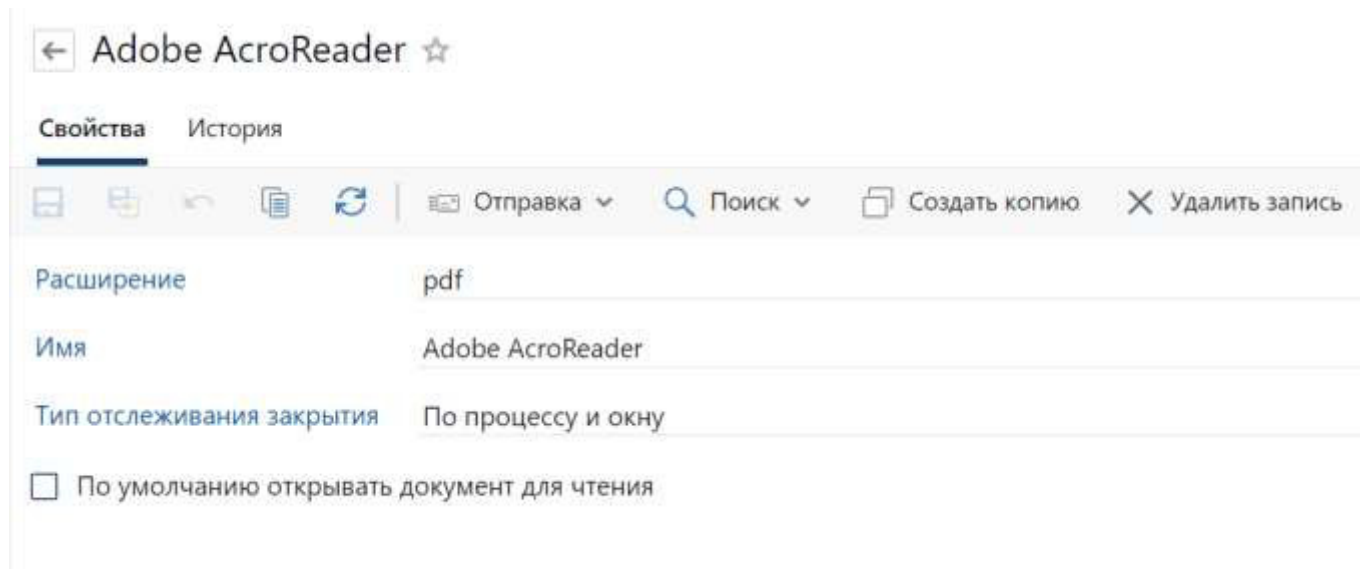 Adobe AcroReader
Свойства История
Отправка Поиск Создать копию Удалить запись
Расширение pdf
Имя Adobe AcroReader
Тип отслеживания закрытия По процессу и окну
По умолчанию открывать документ для чтения